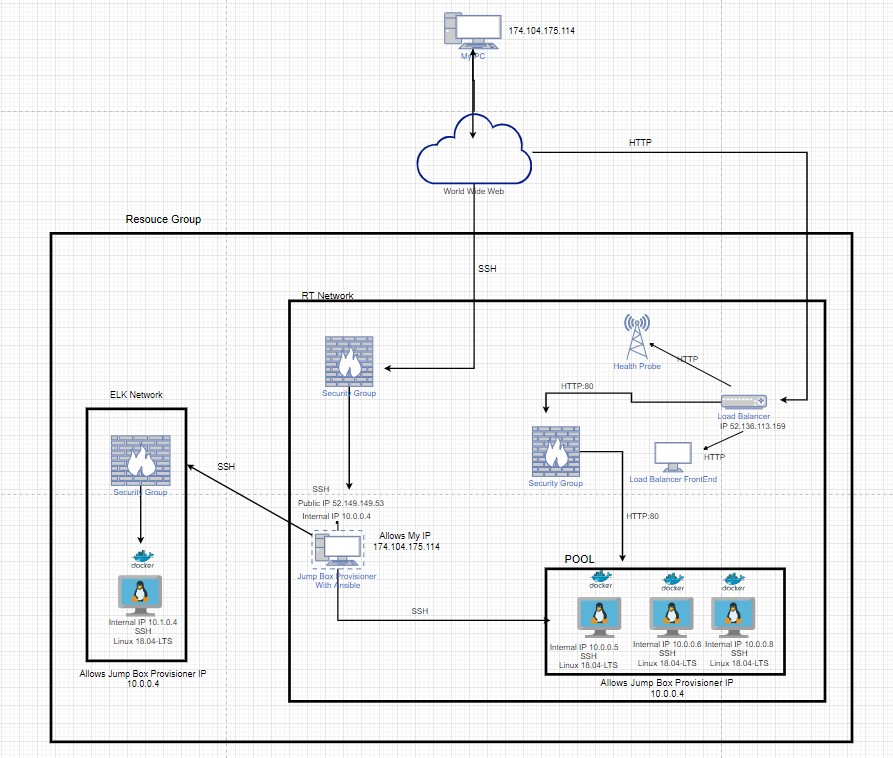 174.104.175.114
My PC
HTTP
World Wide Web
Resouce Group
SSH
RT Network
Health Probe
HTTP
Security Group
HTTP:80
ELK Network
Load Balancer
IP 52.136.113.159
HTTP
Security Group
Load Balancer FrontEnd
Security Group
SSH
SSH
Public IP 52.149.149.53
Internal IP 10.0.0.4
HTTP:80
Allows My IP
174.104.175.114
POOL
docker
Jump Box Provisioner
With Ansible
docker
docker
docker
SSH
Internal IP 10.1.0.4
SSH
Linux 18.04-LTS
Internal IP 10.0.0.5
SSH
Linux 18.04-LTS
Internal IP 10.0.0.6
SSH
Linux 18.04-LTS
Internal IP 10.0.0.8
SSH
Linux 18.04-LTS
Allows Jump Box Provisioner IP
10.0.0.4
Allows Jump Box Provisioner IP
10.0.0.4